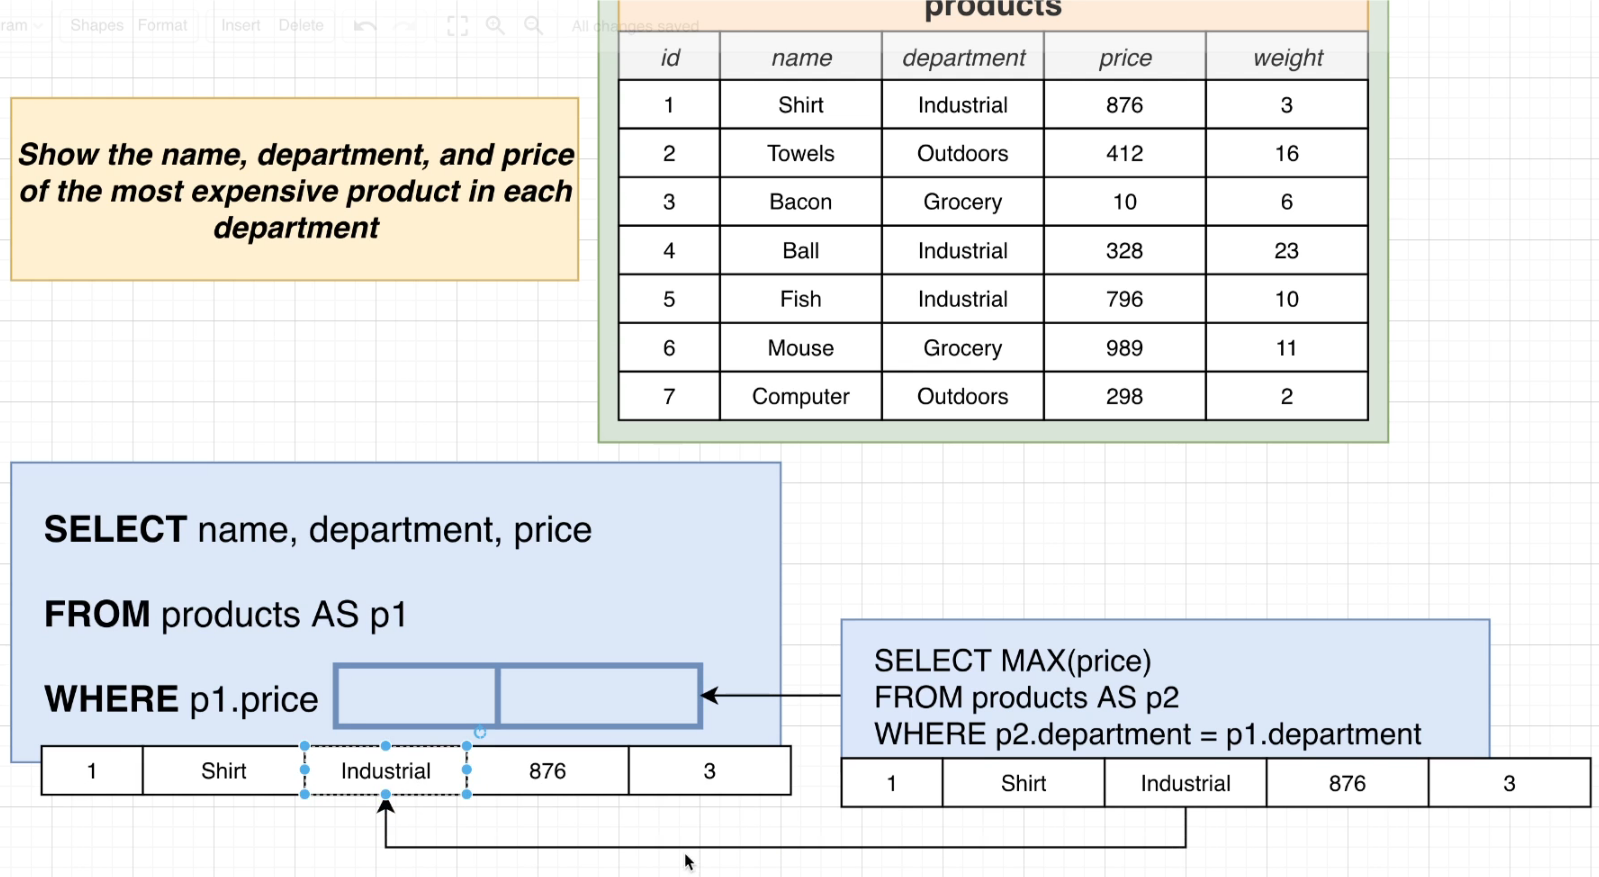 ram Shapes Format Insert Delete All changes saved
products
id name department price weight
1 Shirt Industrial 876 3
2 Towels Outdoors 412 16
3 Bacon Grocery 10 6
4 Ball Industrial 328 23
5 Fish Industrial 796 10
6 Mouse Grocery 989 11
7 Computer Outdoors 298 2
Show the name, department, and price
of the most expensive product in each
department
SELECT name, department, price
FROM products AS p1
WHERE p1.price
1 Shirt Industrial 876 3
SELECT MAX(price)
FROM products AS p2
WHERE p2.department = p1.department
1 Shirt Industrial 876 3